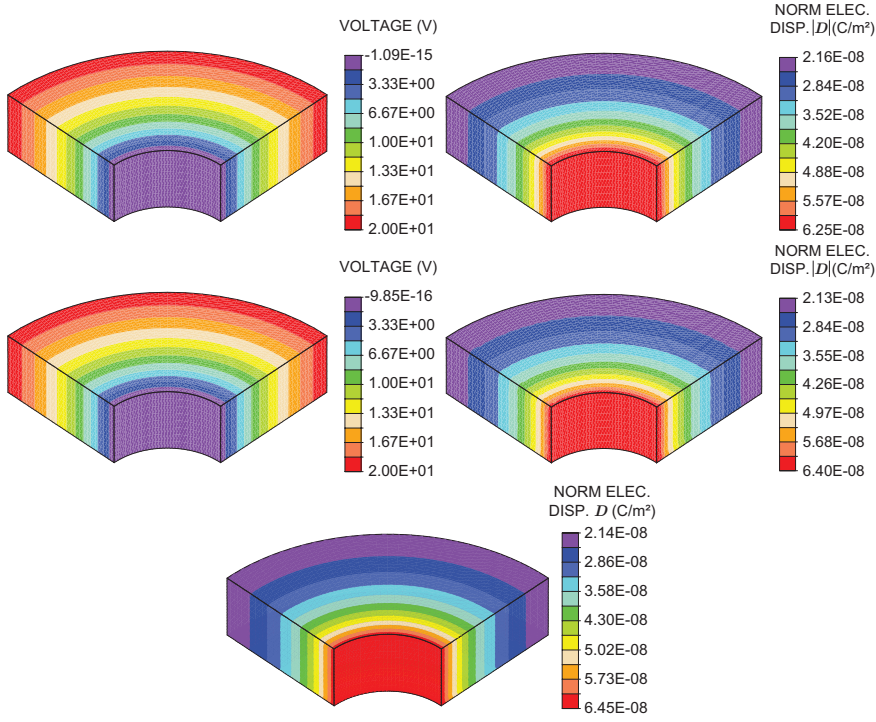 VOLTAGE (V)
-1.09E-15
3.33E+00
6.67E+00
1.00E+01
1.33E+01
1.67E+01
2.00E+01
NORM ELEC.
DISP. |D| (C/m²)
2.16E-08
2.84E-08
3.52E-08
4.20E-08
4.88E-08
5.57E-08
6.25E-08
VOLTAGE (V)
-9.85E-16
3.33E+00
6.67E+00
1.00E+01
1.33E+01
1.67E+01
2.00E+01
NORM ELEC.
DISP. |D| (C/m²)
2.13E-08
2.84E-08
3.55E-08
4.26E-08
4.97E-08
5.68E-08
6.40E-08
NORM ELEC.
DISP. D (C/m²)
2.14E-08
2.86E-08
3.58E-08
4.30E-08
5.02E-08
5.73E-08
6.45E-08